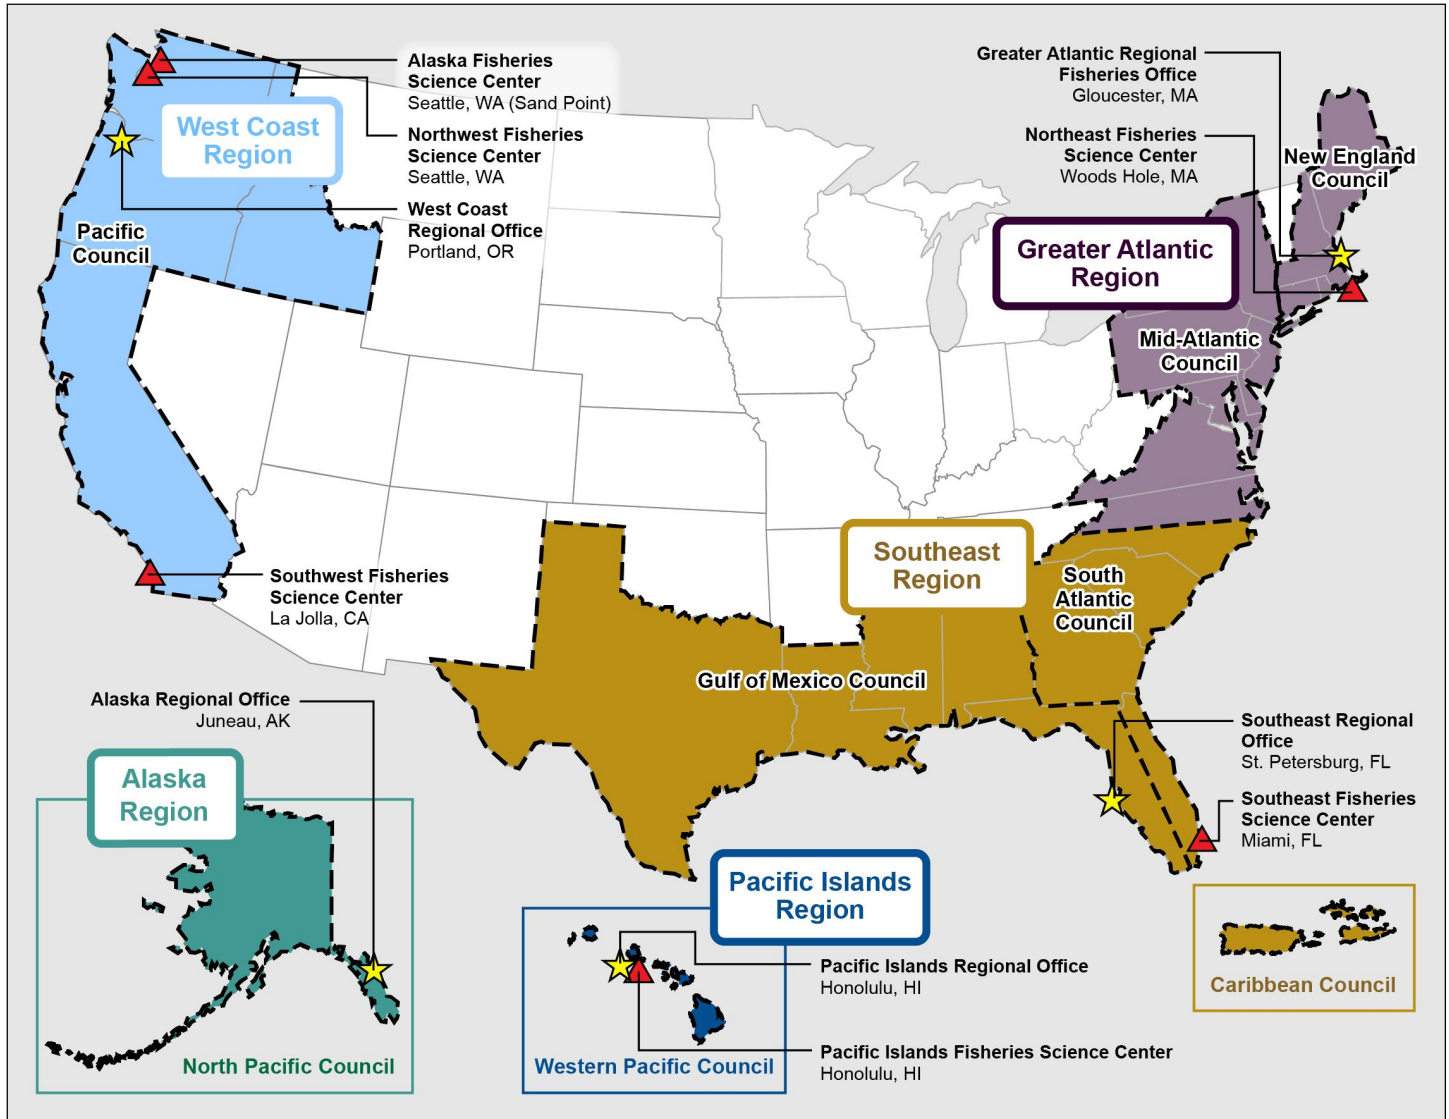 Alaska Fisheries
Science Center
Seattle, WA (Sand Point)
Northwest Fisheries
Science Center
Seattle, WA
West Coast
Regional Office
Portland, OR
West Coast
Region
Pacific
Council
Southwest Fisheries
Science Center
La Jolla, CA
Greater Atlantic Regional
Fisheries Office
Gloucester, MA
Northeast Fisheries
Science Center
Woods Hole, MA
New England
Council
Greater Atlantic
Region
Mid-Atlantic
Council
Southeast
Region
South
Atlantic
Council
Gulf of Mexico Council
Southeast Regional
Office
St. Petersburg, FL
Southeast Fisheries
Science Center
Miami, FL
Alaska Regional Office
Juneau, AK
Alaska
Region
North Pacific Council
Pacific Islands
Region
Pacific Islands Regional Office
Honolulu, HI
Pacific Islands Fisheries Science Center
Honolulu, HI
Western Pacific Council
Caribbean Council